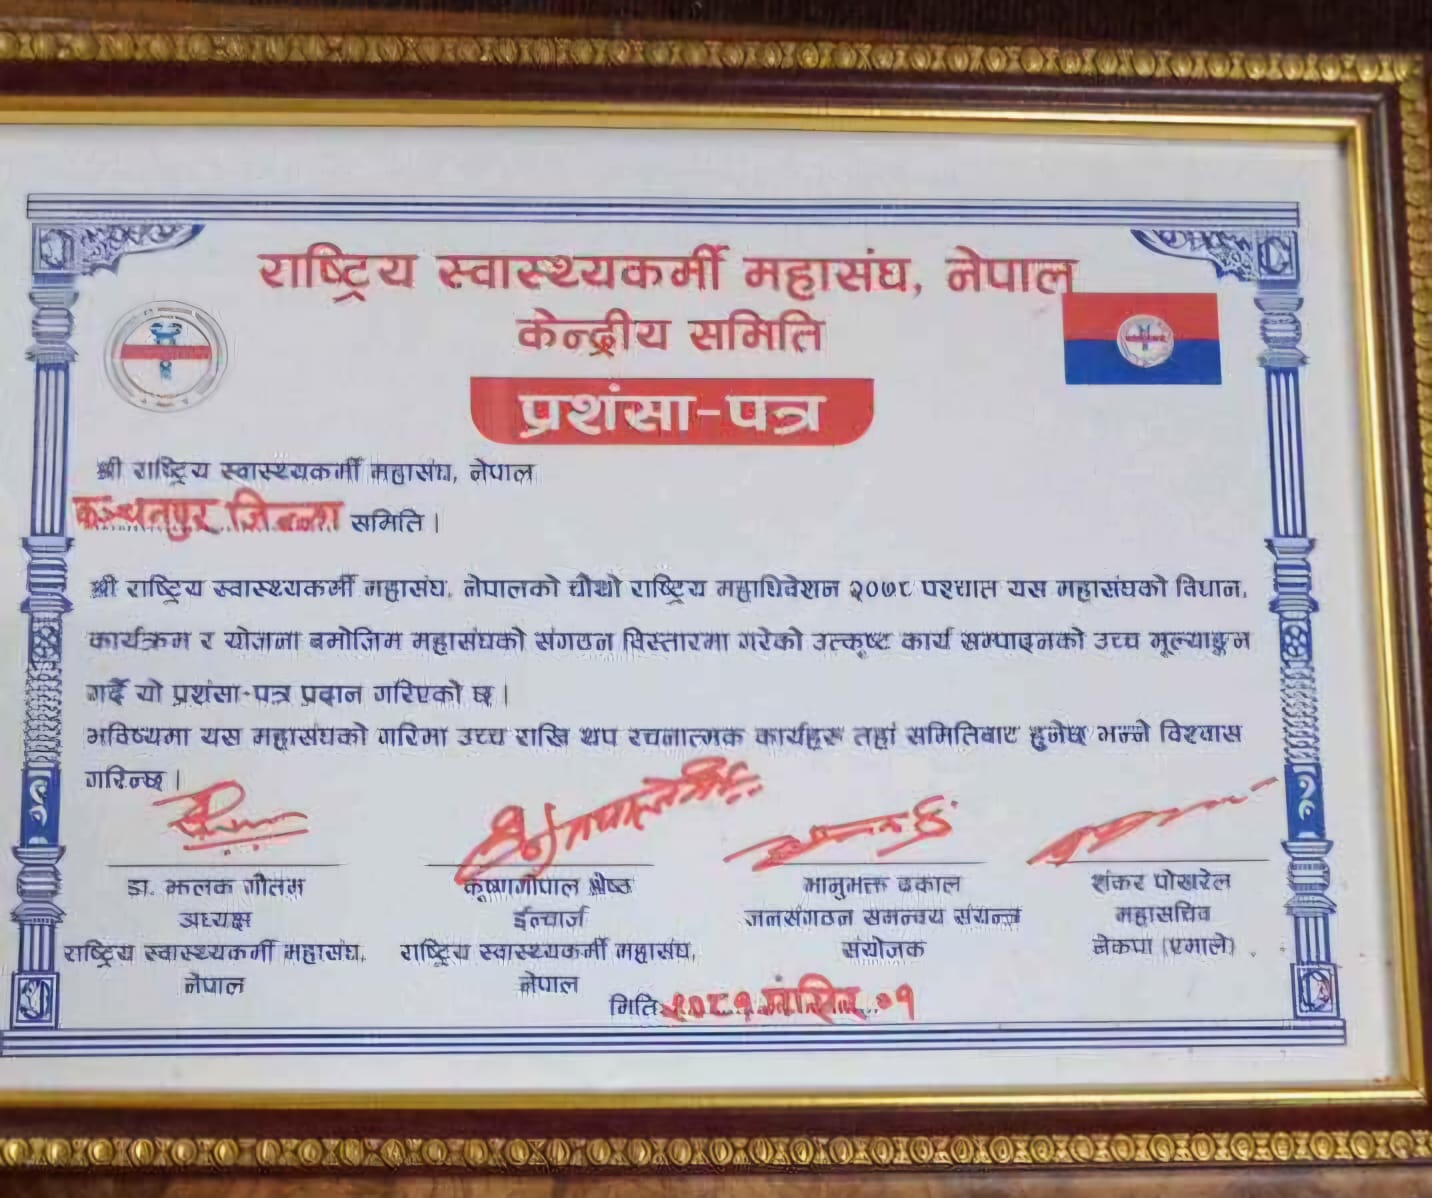 राष्ट्रिय स्वास्थ्यकर्मी महासंघ, नेपाल
केन्द्रीय समिति
प्रशंसा-पत्र
श्री राष्ट्रिय स्वास्थ्यकर्मी महासंघ, नेपाल
कञ्चनपुर जिल्ला समिति ।
श्री राष्ट्रिय स्वास्थ्यकर्मी महासंघ, नेपालको चौथो राष्ट्रिय महाधिवेशन २०७८ पश्चात यस महासंघको विधान,
कार्यक्रम र योजना बमोजिम महासंघको संगठन विस्तारमा गरेको उत्कृष्ट कार्य सम्पादनको उच्च मूल्याङ्कन
गर्दै यो प्रशंसा-पत्र प्रदान गरिएको छ ।
भविष्यमा यस महासंघको गरिमा उच्च राखि थप रचनात्मक कार्यहरु तहाँ समितिबाट हुनेछ भन्ने विश्वास
गरिन्छ ।
डा. झलक गौतम
अध्यक्ष
राष्ट्रिय स्वास्थ्यकर्मी महासंघ,
नेपाल
कृष्णगोपाल श्रेष्ठ
ईन्चार्ज
राष्ट्रिय स्वास्थ्यकर्मी महासंघ,
नेपाल
भानुभक्त ढकाल
जनसंगठन समन्वय संयन्त्र
संयोजक
शंकर पोखरेल
महासचिव
नेकपा (एमाले)
मिति: २०८१ मंसिर ०१